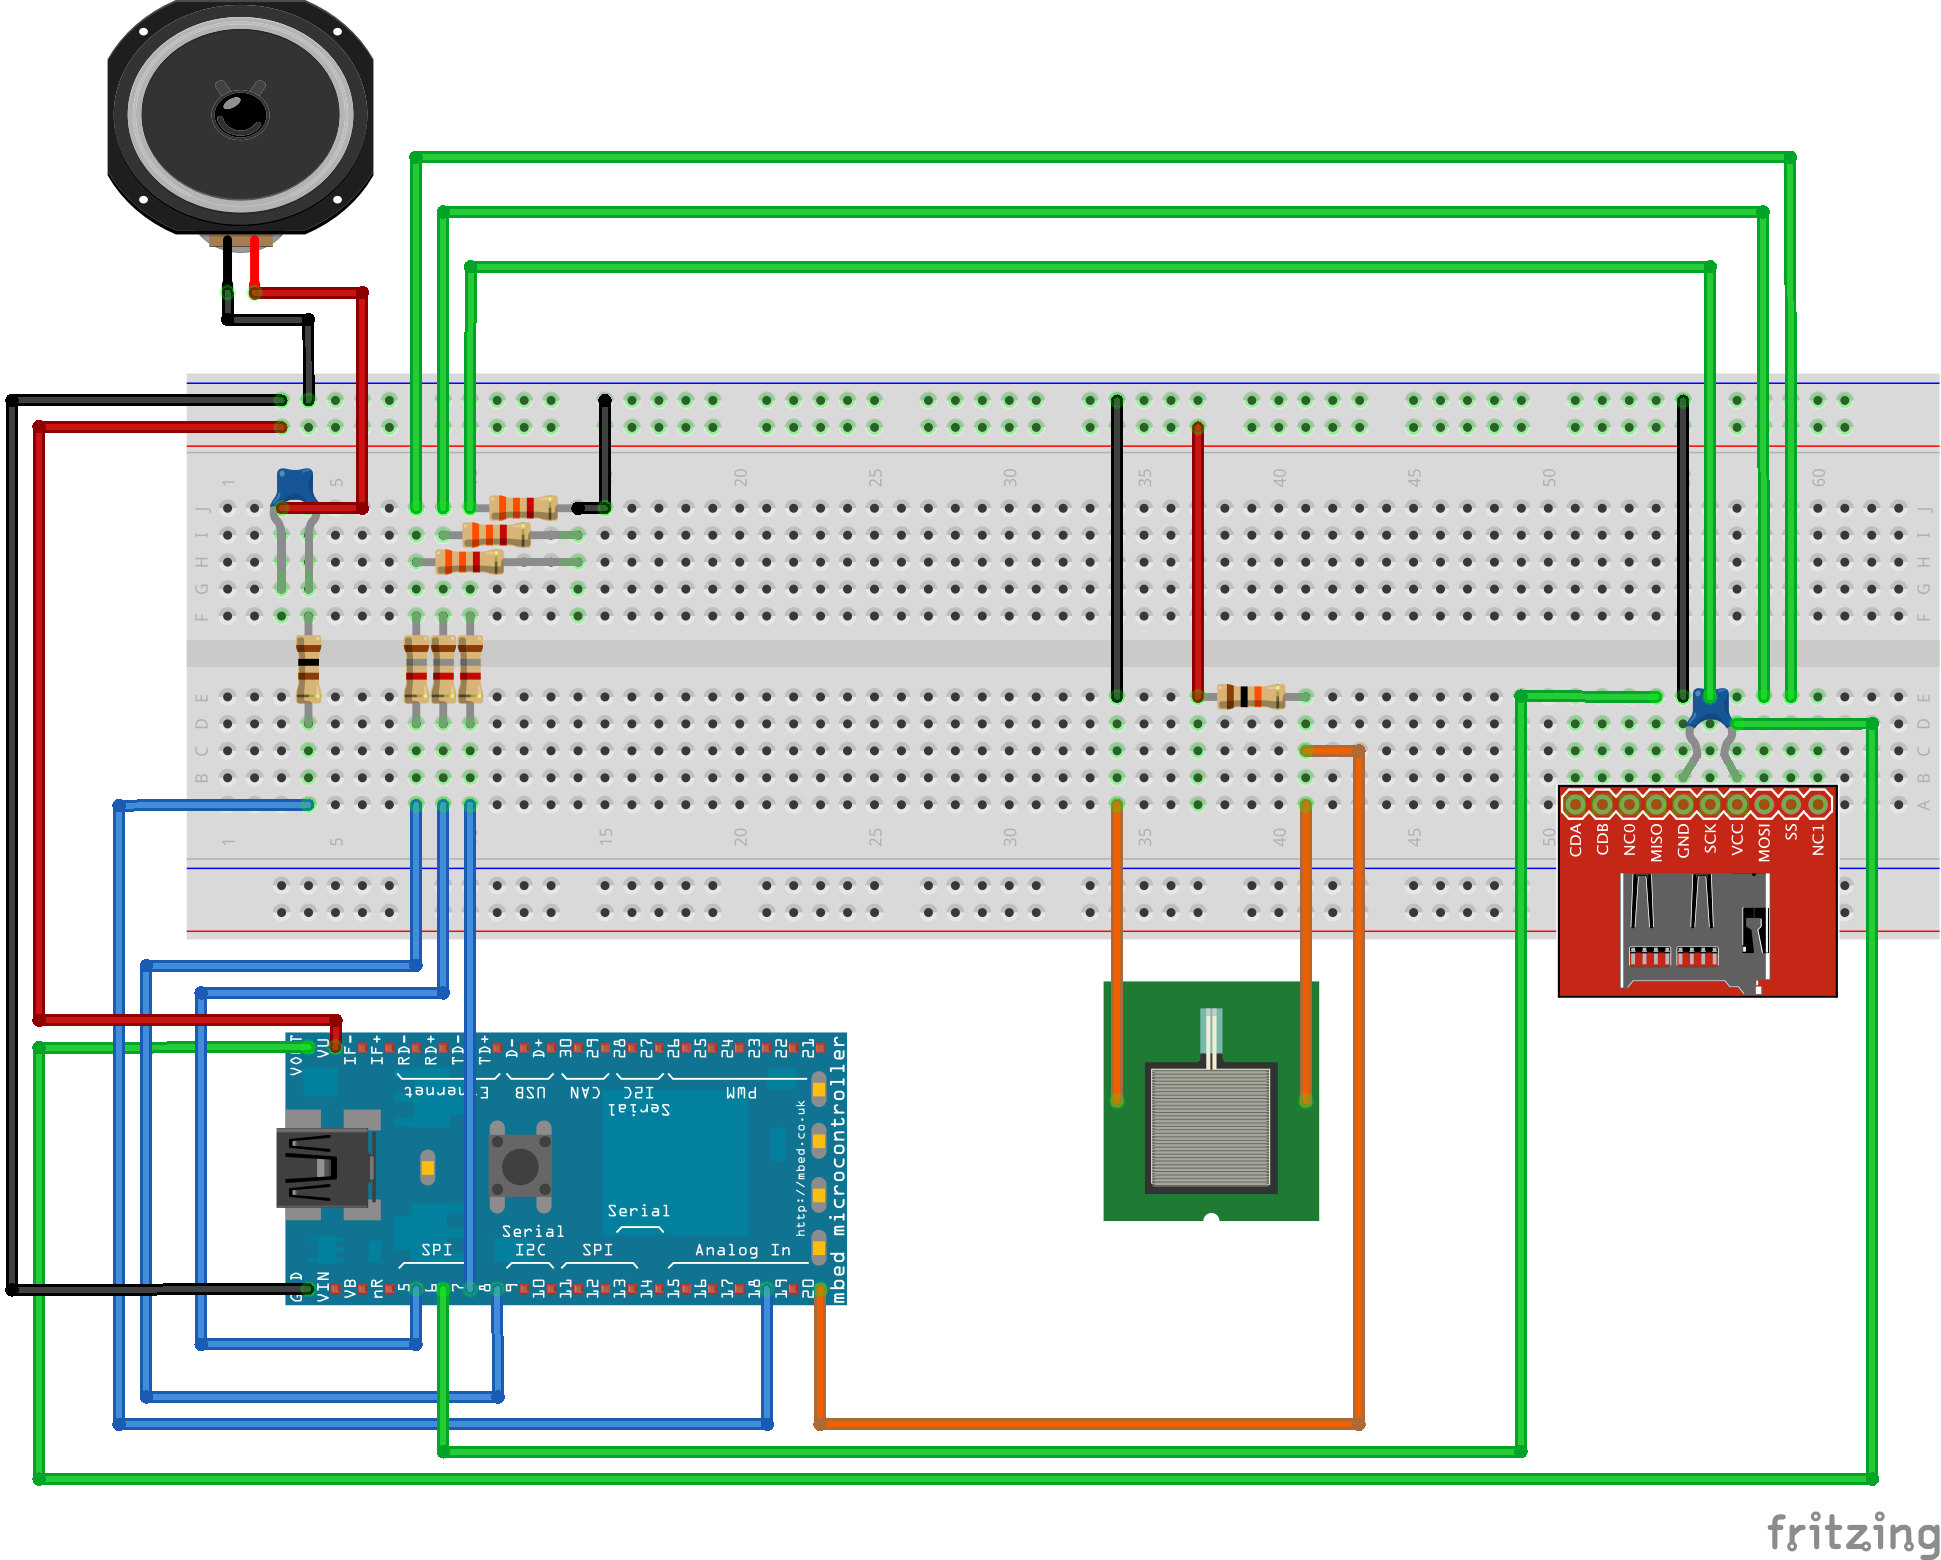 1 5 15 20 25 30 35 40 45 50 60
J J
I I
H H
G G
F F
E E
D D
C C
B B
A
1 5 15 20 25 30 35 40 45 50
CDA CDB NC0 MISO GND SCK VCC MOSI SS NC1
VOUT VU IF- IF+ RD- RD+ TD- TD+ D- D+ 30 29 28 27 26 25 24 23 22 21
Ethernet USB CAN I2C PWM
Serial
http://mbed.co.uk
mbed microcontroller
Serial
Serial
SPI I2C SPI Analog In
GND VIN VB nR 5 6 7 8 9 10 11 12 13 14 15 16 17 18 19 20
fritzing